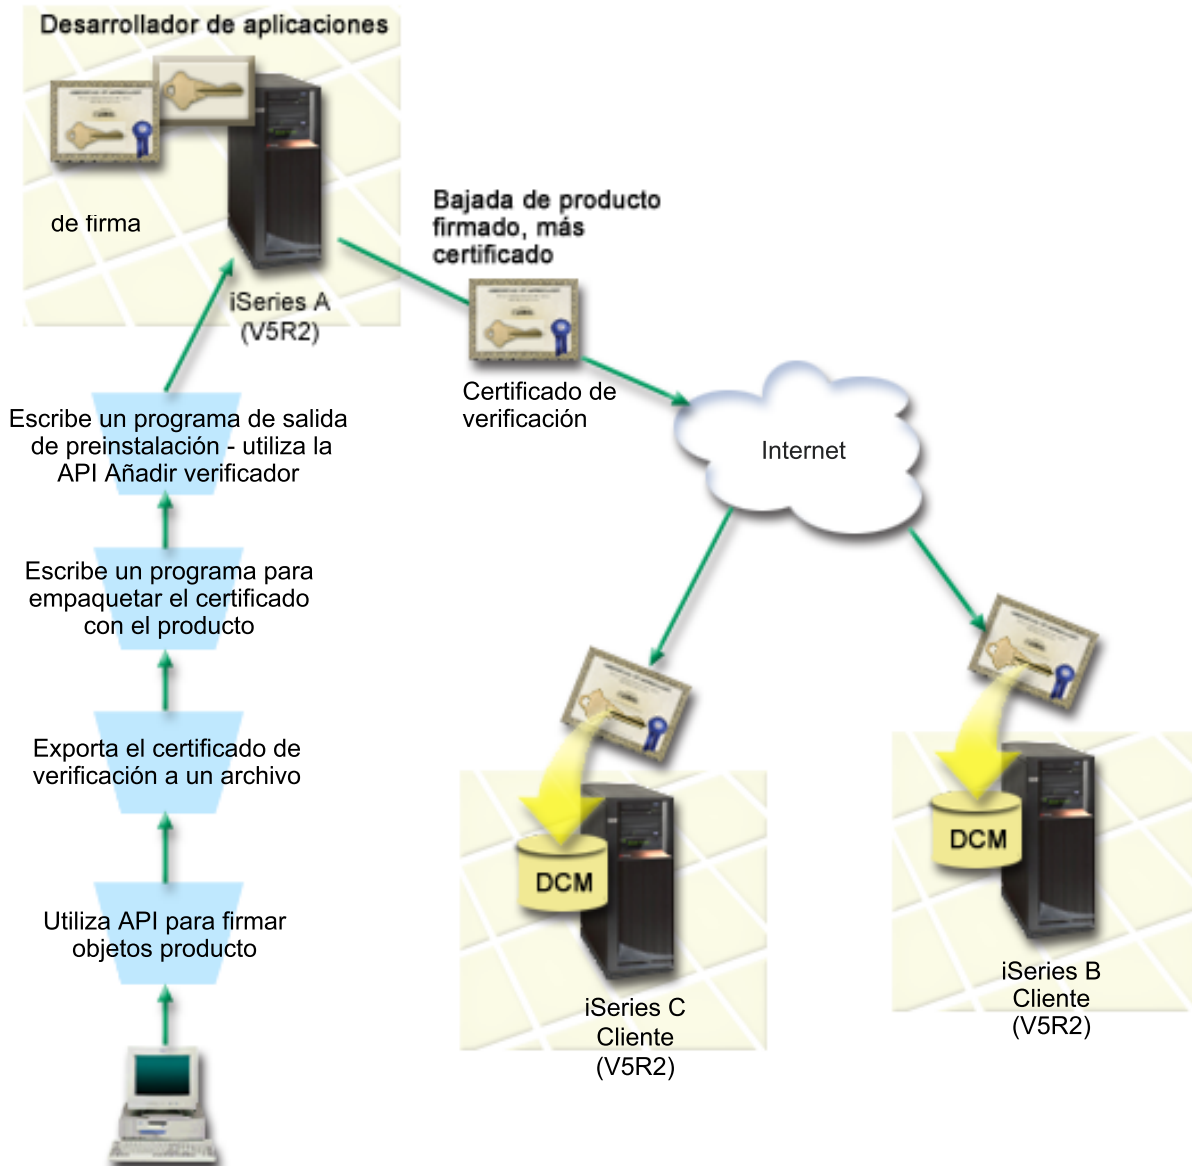 Desarrollador de aplicaciones
de firma
iSeries A
(V5R2)
Bajada de producto
firmado, más
certificado
Certificado de
verificación
Internet
Escribe un programa de salida
de preinstalación - utiliza la
API Añadir verificador
Escribe un programa para
empaquetar el certificado
con el producto
Exporta el certificado de
verificación a un archivo
Utiliza API para firmar
objetos producto
DCM
iSeries C
Cliente
(V5R2)
DCM
iSeries B
Cliente
(V5R2)